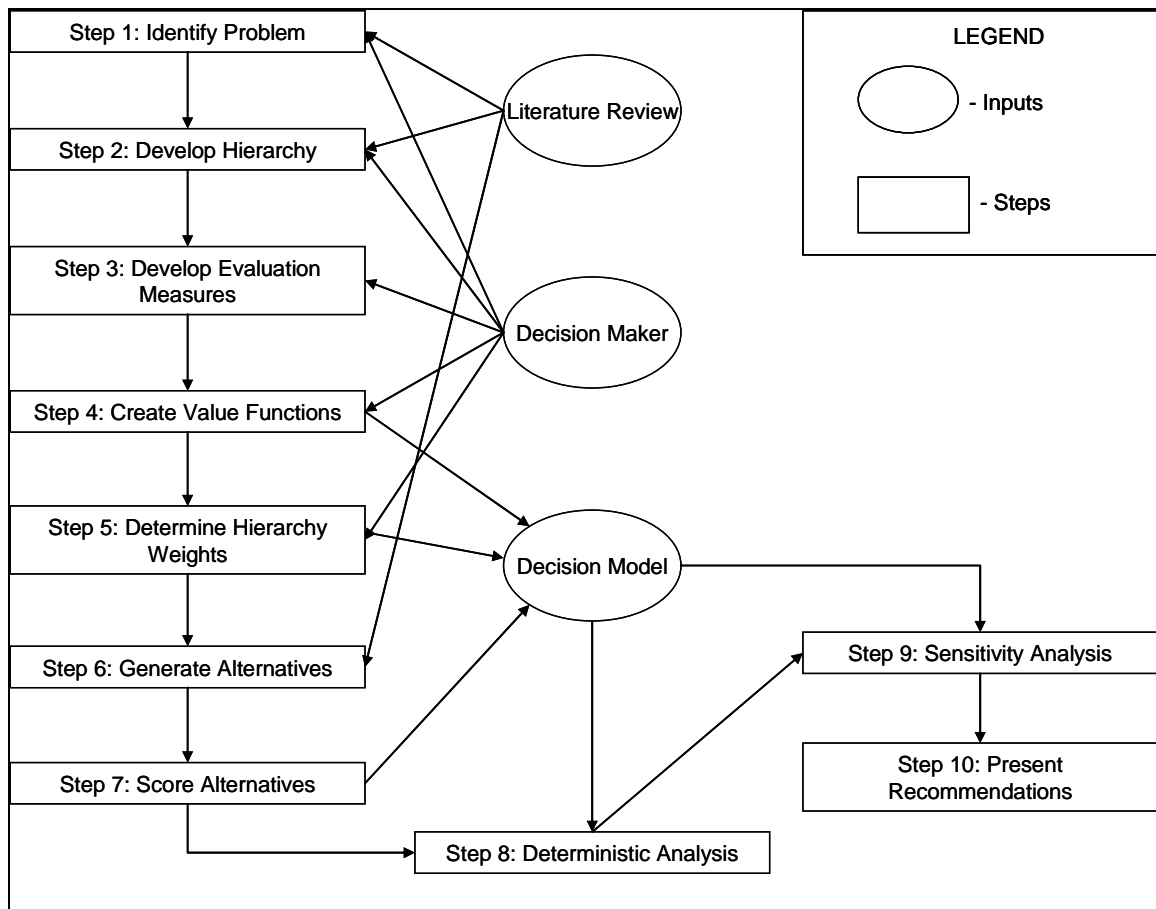 Step 1: Identify Problem
LEGEND
Literature Review
- Inputs
Step 2: Develop Hierarchy
- Steps
Step 3: Develop Evaluation
Measures
Decision Maker
Step 4: Create Value Functions
Step 5: Determine Hierarchy
Weights
Decision Model
Step 6: Generate Alternatives
Step 9: Sensitivity Analysis
Step 7: Score Alternatives
Step 10: Present
Recommendations
Step 8: Deterministic Analysis